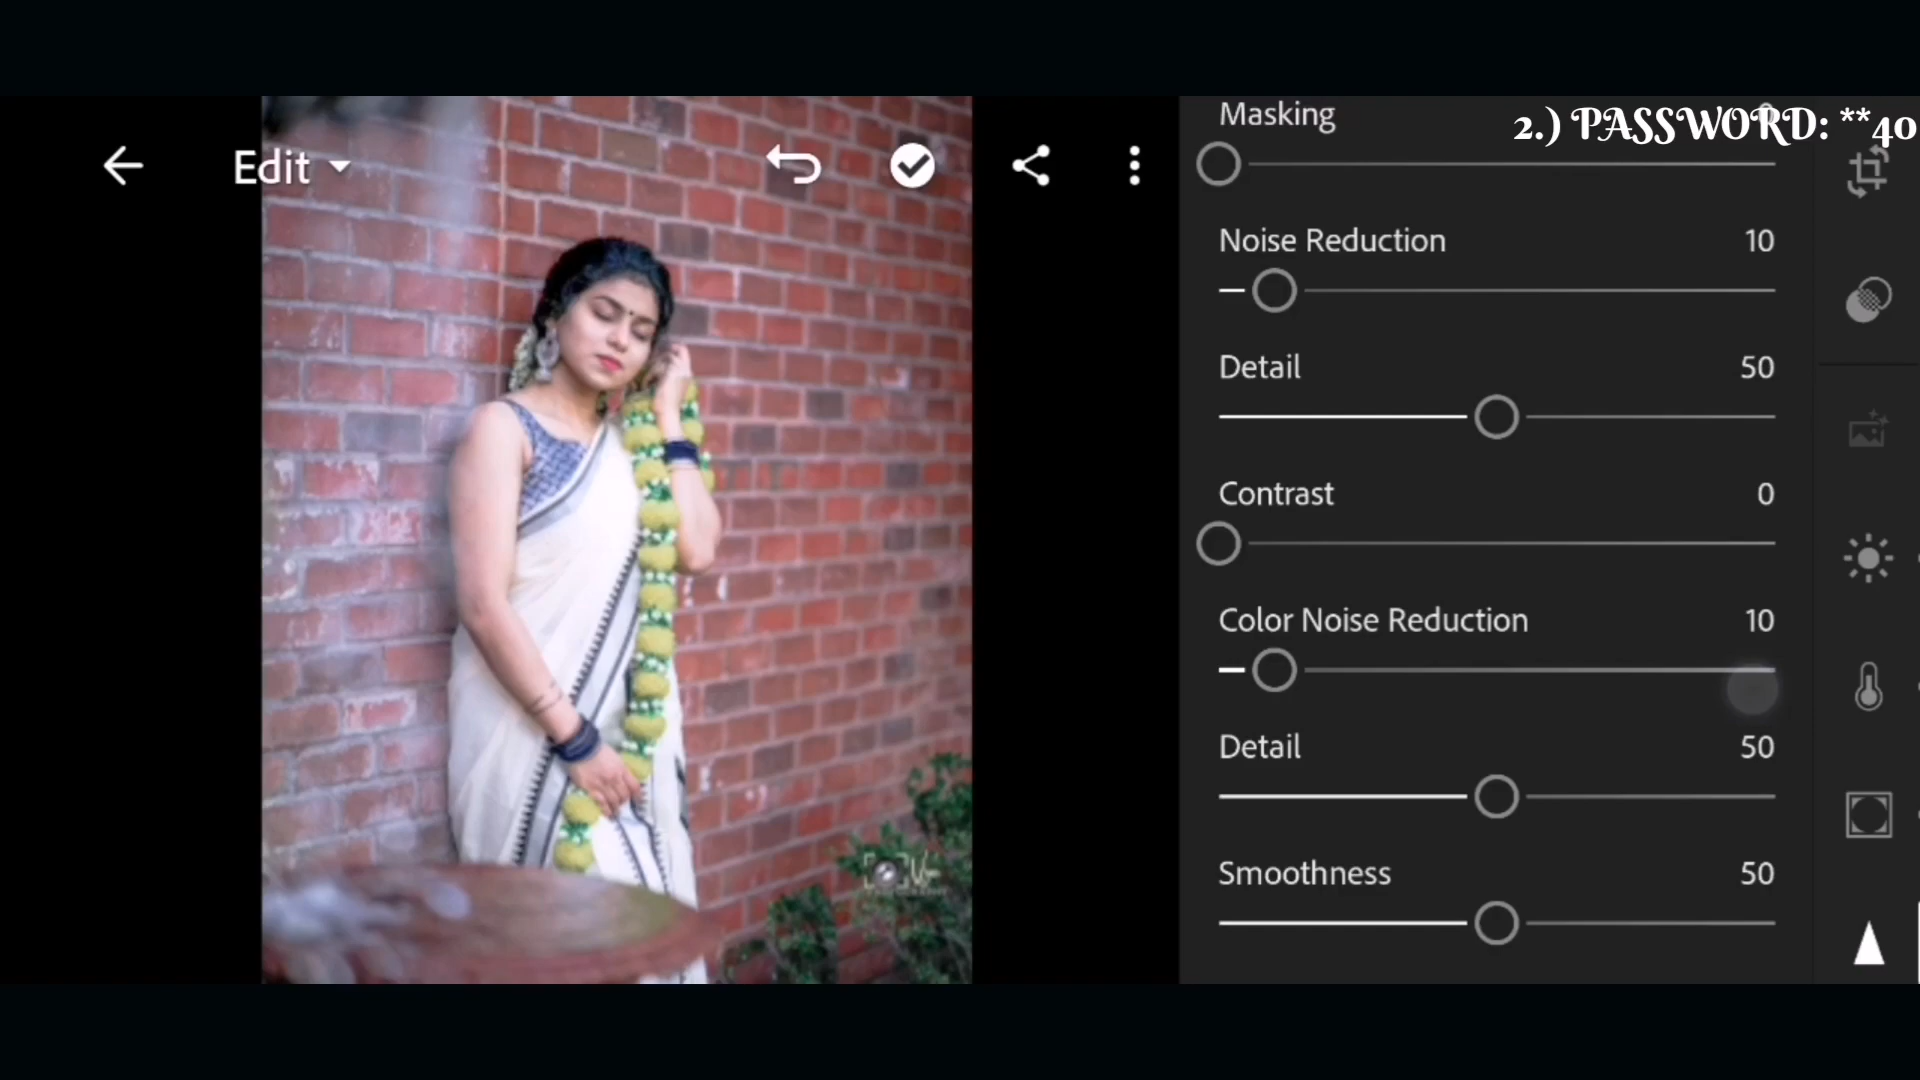 Masking
2.) PASSWORD: **40
Edit
Noise Reduction 10
Detail 50
Contrast 0
Color Noise Reduction 10
Detail 50
Smoothness 50